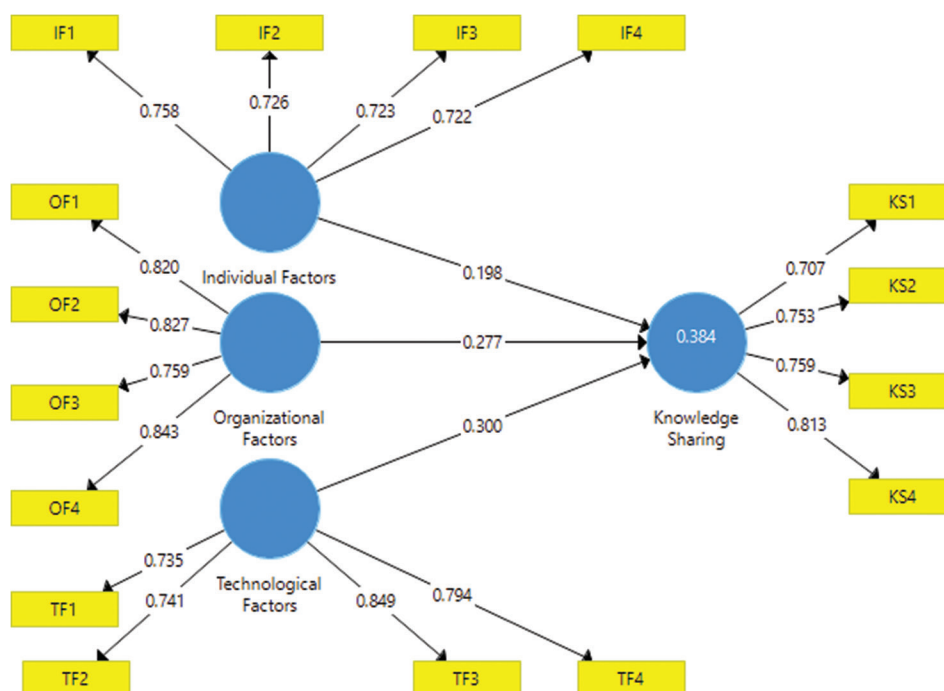 IF1
IF2
IF3
IF4
0.758
0.726
0.723
0.722
Individual Factors
OF1
OF2
OF3
OF4
0.820
0.827
0.759
0.843
Organizational
Factors
TF1
TF2
TF3
TF4
0.735
0.741
0.849
0.794
Technological
Factors
0.198
0.277
0.300
0.384
Knowledge
Sharing
KS1
KS2
KS3
KS4
0.707
0.753
0.759
0.813